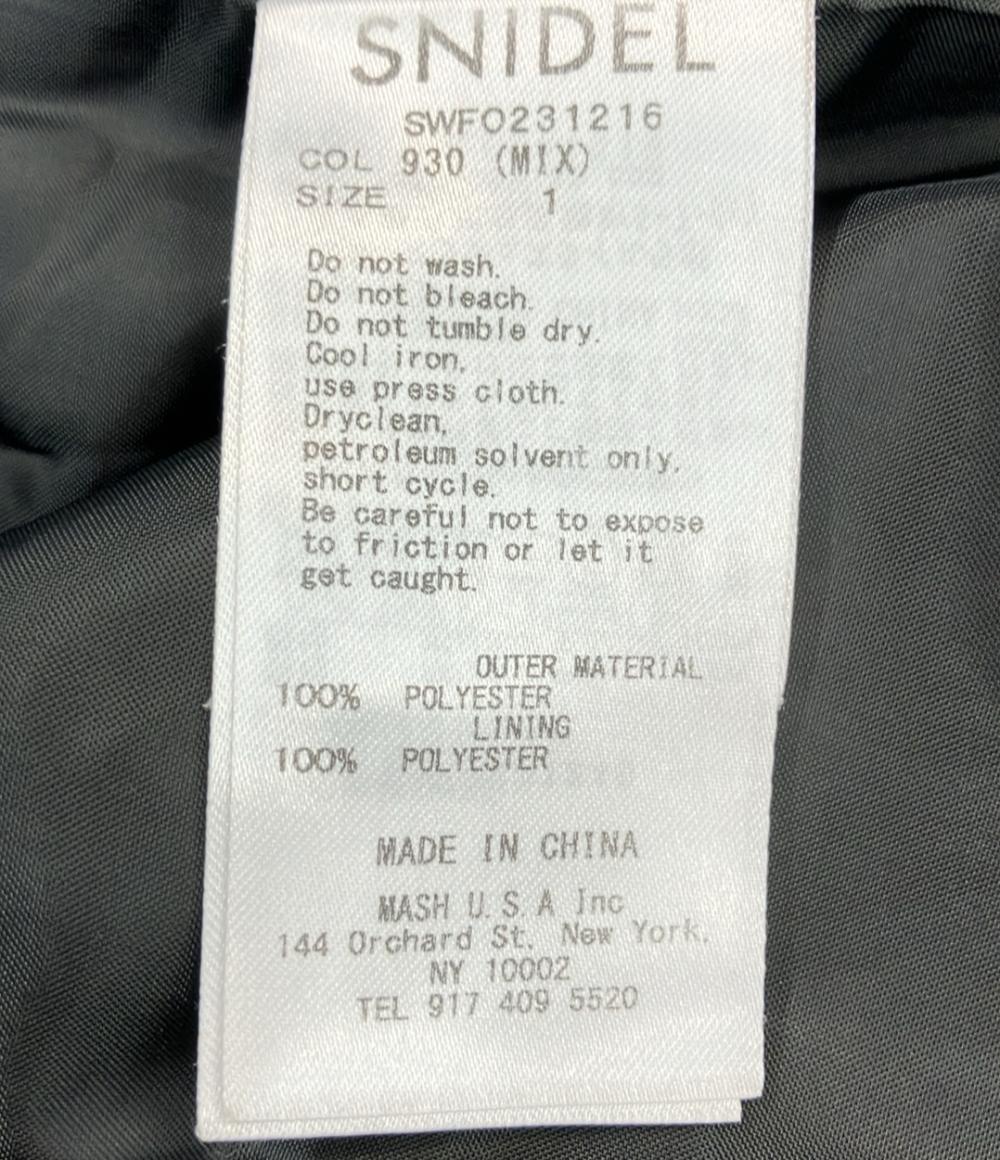 SNIDEL
SWFO231216
COL 930 (MIX)
SIZE 1
Do not wash.
Do not bleach.
Do not tumble dry.
Cool iron,
use press cloth.
Dryclean,
petroleum solvent only,
short cycle.
Be careful not to expose
to friction or let it
get caught.
OUTER MATERIAL
100% POLYESTER
LINING
100% POLYESTER
MADE IN CHINA
MASH U.S.A Inc
144 Orchard St. New York,
NY 10002
TEL 917 409 5520